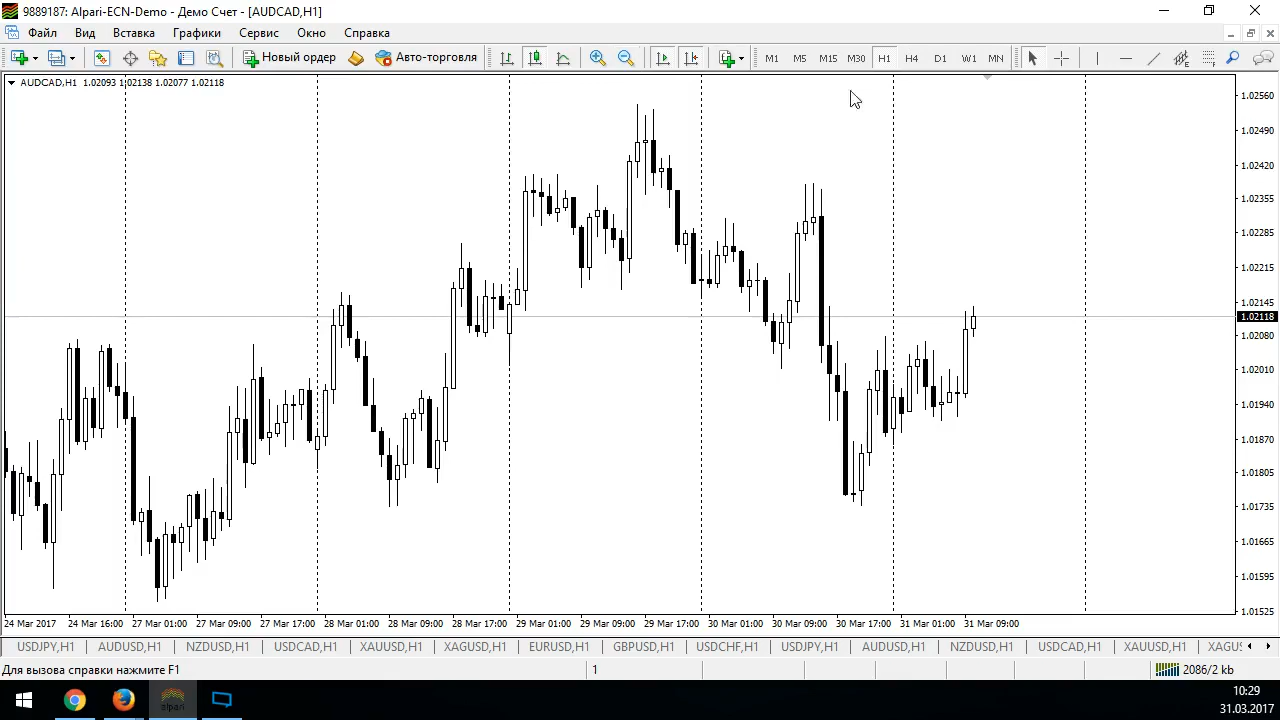 9889187: Alpari-ECN-Demo - Демо Счет - [AUDCAD,H1]
Файл Вид Вставка Графики Сервис Окно Справка
Новый ордер Авто-торговля M1 M5 M15 M30 H1 H4 D1 W1 MN
AUDCAD,H1 1.02093 1.02138 1.02077 1.02118
1.02560
1.02490
1.02420
1.02355
1.02285
1.02215
1.02145
1.02118
1.02080
1.02010
1.01940
1.01870
1.01805
1.01735
1.01665
1.01595
1.01525
24 Mar 2017 24 Mar 16:00 27 Mar 01:00 27 Mar 09:00 27 Mar 17:00 28 Mar 01:00 28 Mar 09:00 28 Mar 17:00 29 Mar 01:00 29 Mar 09:00 29 Mar 17:00 30 Mar 01:00 30 Mar 09:00 30 Mar 17:00 31 Mar 01:00 31 Mar 09:00
USDJPY,H1 AUDUSD,H1 NZDUSD,H1 USDCAD,H1 XAUUSD,H1 XAGUSD,H1 EURUSD,H1 GBPUSD,H1 USDCHF,H1 USDJPY,H1 AUDUSD,H1 NZDUSD,H1 USDCAD,H1 XAUUSD,H1 XAGUS
Для вызова справки нажмите F1 1 2086/2 kb
alpari
10:29
31.03.2017